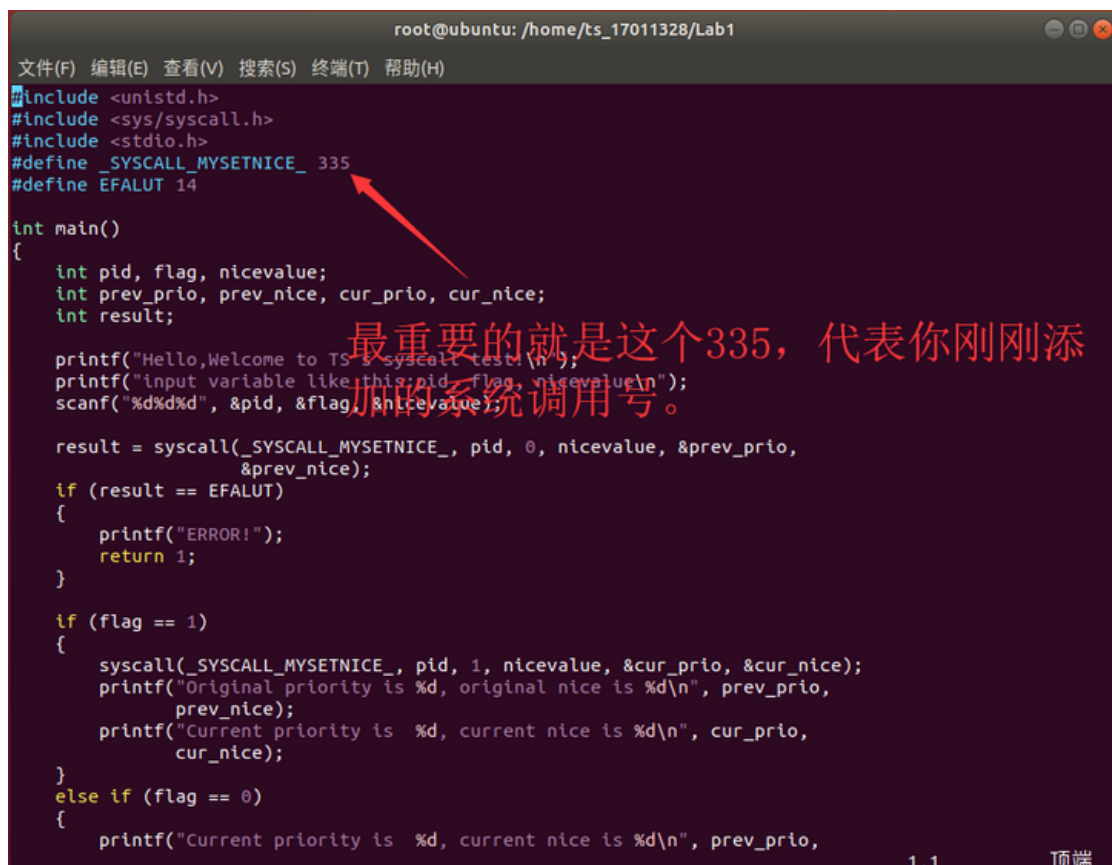 root@ubuntu: /home/ts_17011328/Lab1
文件(F) 编辑(E) 查看(V) 搜索(S) 终端(T) 帮助(H)
#include <unistd.h>
#include <sys/syscall.h>
#include <stdio.h>
#define _SYSCALL_MYSETNICE_ 335
#define EFALUT 14
int main()
{
    int pid, flag, nicevalue;
    int prev_prio, prev_nice, cur_prio, cur_nice;
    int result;
最重要的就是这个335，代表你刚刚添
加的系统调用号。
    printf("Hello,Welcome to TS's syscall test!\n");
    printf("input variable like this:pid, flag, nicevalue\n");
    scanf("%d%d%d", &pid, &flag, &nicevalue);
    result = syscall(_SYSCALL_MYSETNICE_, pid, 0, nicevalue, &prev_prio,
                     &prev_nice);
    if (result == EFALUT)
    {
        printf("ERROR!");
        return 1;
    }
    if (flag == 1)
    {
        syscall(_SYSCALL_MYSETNICE_, pid, 1, nicevalue, &cur_prio, &cur_nice);
        printf("Original priority is %d, original nice is %d\n", prev_prio,
               prev_nice);
        printf("Current priority is  %d, current nice is %d\n", cur_prio,
               cur_nice);
    }
    else if (flag == 0)
    {
        printf("Current priority is  %d, current nice is %d\n", prev_prio,
1,1 顶端